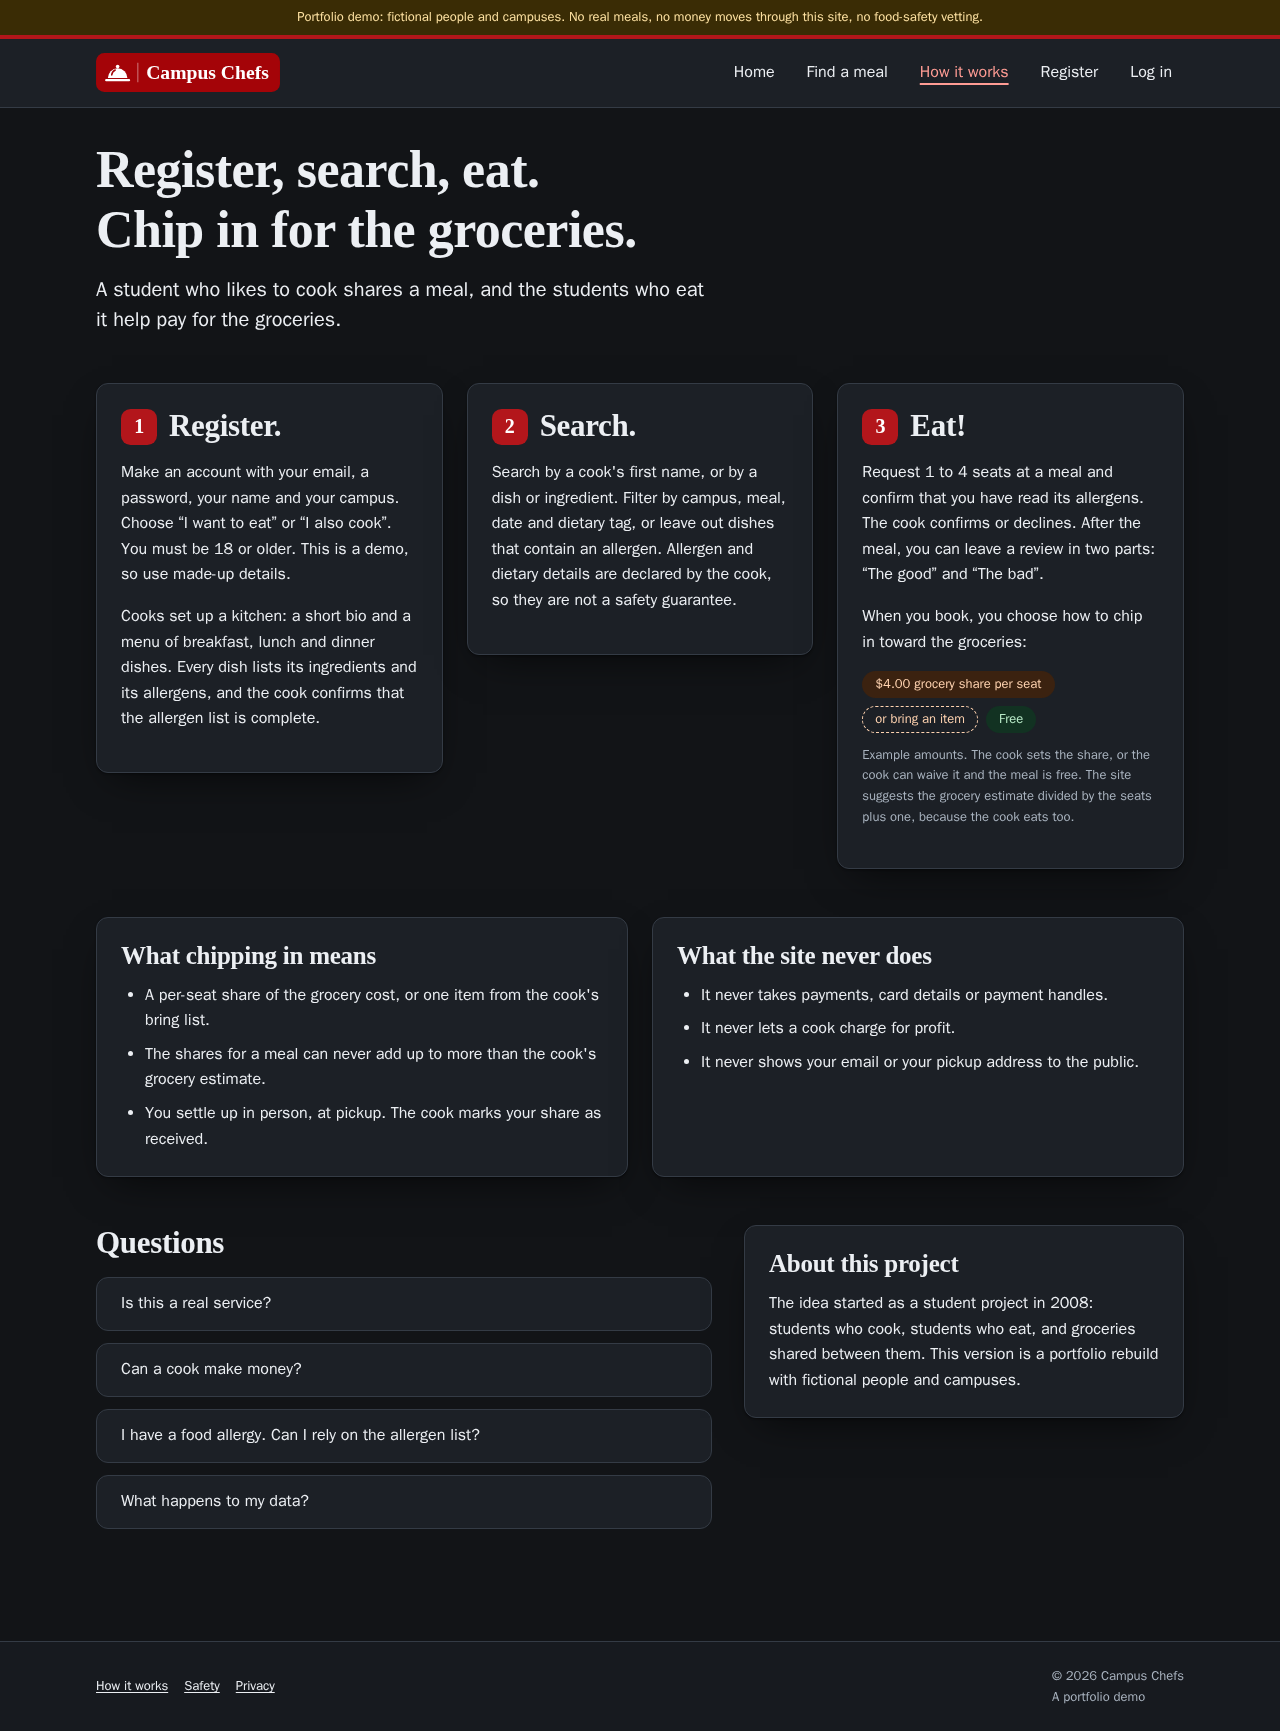 Portfolio demo: fictional people and campuses. No real meals, no money moves through this site, no food-safety vetting.
Campus Chefs
Home
Find a meal
How it works
Register
Log in
Register, search, eat.
Chip in for the groceries.
A student who likes to cook shares a meal, and the students who eat
it help pay for the groceries.
1 Register.
Make an account with your email, a
password, your name and your campus.
Choose “I want to eat” or “I also cook”.
You must be 18 or older. This is a demo,
so use made-up details.
Cooks set up a kitchen: a short bio and a
menu of breakfast, lunch and dinner
dishes. Every dish lists its ingredients and
its allergens, and the cook confirms that
the allergen list is complete.
2 Search.
Search by a cook's first name, or by a
dish or ingredient. Filter by campus, meal,
date and dietary tag, or leave out dishes
that contain an allergen. Allergen and
dietary details are declared by the cook,
so they are not a safety guarantee.
3 Eat!
Request 1 to 4 seats at a meal and
confirm that you have read its allergens.
The cook confirms or declines. After the
meal, you can leave a review in two parts:
“The good” and “The bad”.
When you book, you choose how to chip
in toward the groceries:
$4.00 grocery share per seat
or bring an item
Free
Example amounts. The cook sets the share, or the
cook can waive it and the meal is free. The site
suggests the grocery estimate divided by the seats
plus one, because the cook eats too.
What chipping in means
• A per-seat share of the grocery cost, or one item from the cook's
bring list.
• The shares for a meal can never add up to more than the cook's
grocery estimate.
• You settle up in person, at pickup. The cook marks your share as
received.
What the site never does
• It never takes payments, card details or payment handles.
• It never lets a cook charge for profit.
• It never shows your email or your pickup address to the public.
Questions
Is this a real service?
Can a cook make money?
I have a food allergy. Can I rely on the allergen list?
What happens to my data?
About this project
The idea started as a student project in 2008:
students who cook, students who eat, and groceries
shared between them. This version is a portfolio rebuild
with fictional people and campuses.
How it works
Safety
Privacy
© 2026 Campus Chefs
A portfolio demo